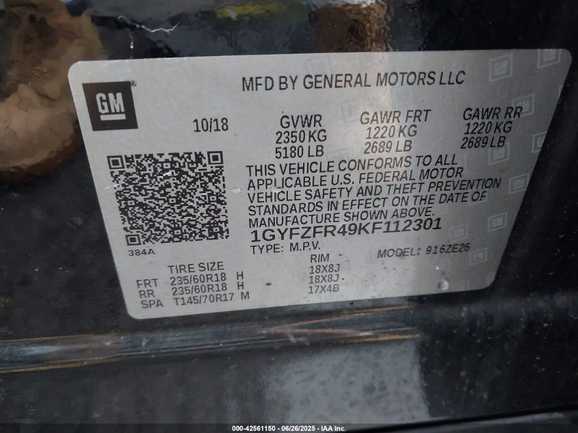 MFD BY GENERAL MOTORS LLC
GM
10/18 GVWR GAWR FRT GAWR RR
2350 KG 1220 KG 1220 KG
5180 LB 2689 LB 2689 LB
THIS VEHICLE CONFORMS TO ALL
APPLICABLE U.S. FEDERAL MOTOR
VEHICLE SAFETY AND THEFT PREVENTION
STANDARDS IN EFFECT ON THE DATE OF
MANUFACTURE SHOWN ABOVE.
1GYFZFR49KF112301
384A TYPE: M.P.V. MODEL: 916ZE26
TIRE SIZE RIM
FRT 235/60R18 H 18X8J
RR 235/60R18 H 18X8J
SPA T145/70R17 M 17X4B
000-42561150 - 06/26/2025 - IAA Inc.